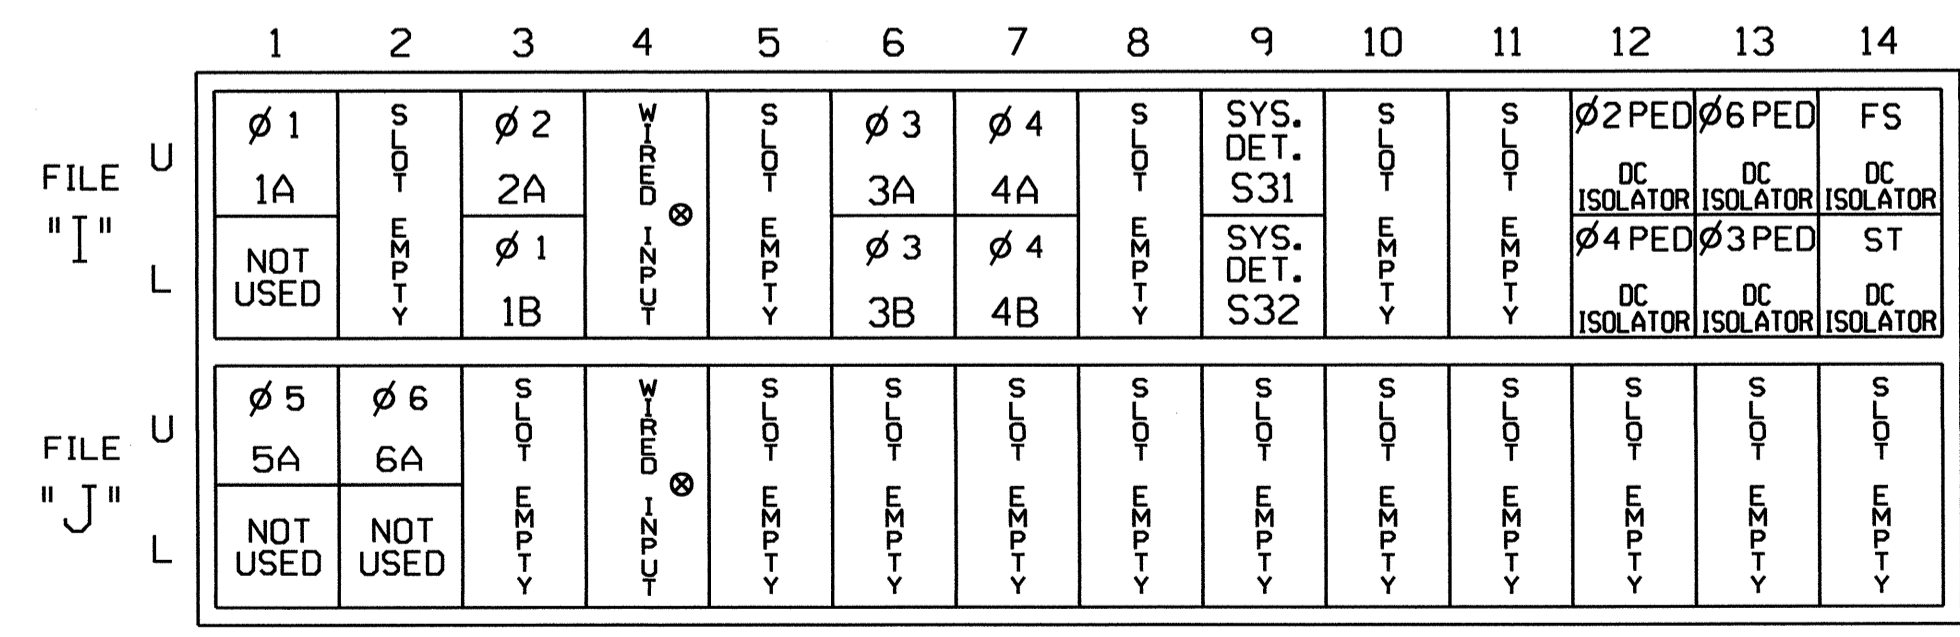 1 2 3 4 5 6 7 8 9 10 11 12 13 14
FILE "I"
U
L
Ø 1
1A
NOT
USED
SLOT EMPTY
Ø 2
2A
Ø 1
1B
WIRED INPUT
⊗
SLOT EMPTY
Ø 3
3A
Ø 3
3B
Ø 4
4A
Ø 4
4B
SLOT EMPTY
SYS.
DET.
S31
SYS.
DET.
S32
SLOT EMPTY
SLOT EMPTY
Ø2 PED
DC
ISOLATOR
Ø4 PED
DC
ISOLATOR
Ø6 PED
DC
ISOLATOR
Ø3 PED
DC
ISOLATOR
FS
DC
ISOLATOR
ST
DC
ISOLATOR
FILE "J"
U
L
Ø 5
5A
NOT
USED
Ø 6
6A
NOT
USED
SLOT EMPTY
WIRED INPUT
⊗
SLOT EMPTY
SLOT EMPTY
SLOT EMPTY
SLOT EMPTY
SLOT EMPTY
SLOT EMPTY
SLOT EMPTY
SLOT EMPTY
SLOT EMPTY
SLOT EMPTY